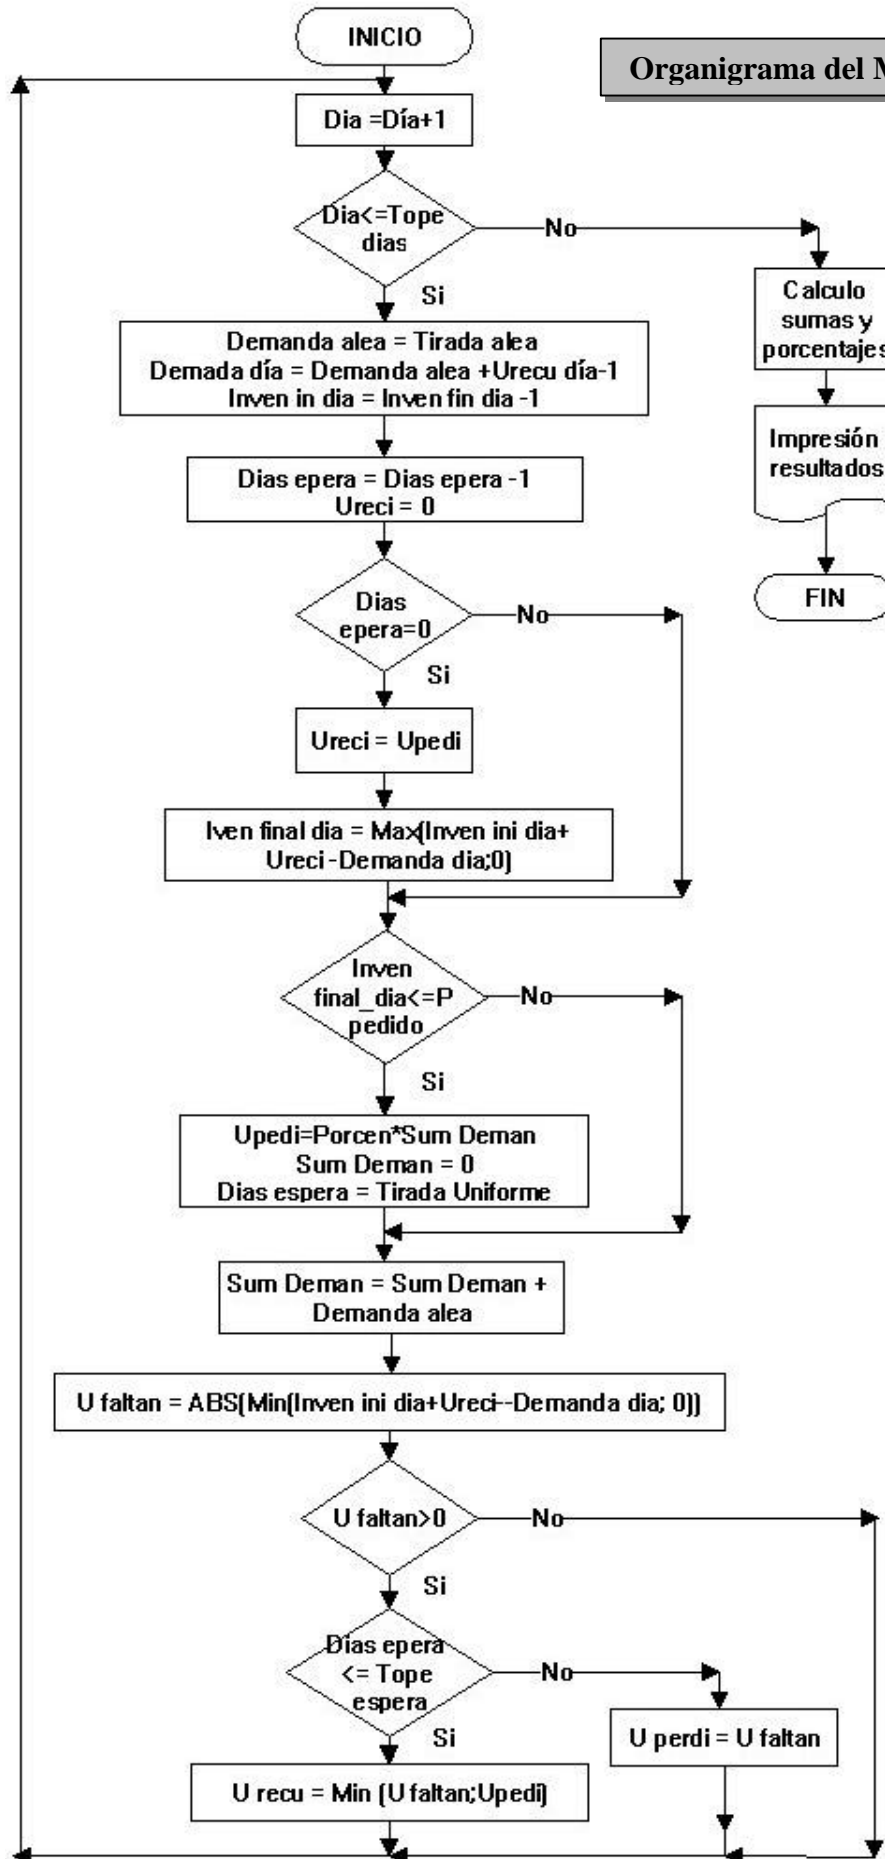 INICIO
Organigrama del M
Dia =Día+1
Dia<=Tope
dias
No
Si
Calculo
sumas y
porcentajes
Demanda alea = Tirada alea
Demada día = Demanda alea +Urecu día-1
Inven in dia = Inven fin dia -1
Impresión
resultados
Dias epera = Dias epera -1
Ureci = 0
FIN
Dias
epera=0
No
Si
Ureci = Upedi
Iven final dia = Max(Inven ini dia+
Ureci-Demanda dia;0)
Inven
final_dia<=P
pedido
No
Si
Upedi=Porcen*Sum Deman
Sum Deman = 0
Dias espera = Tirada Uniforme
Sum Deman = Sum Deman +
Demanda alea
U faltan = ABS(Min(Inven ini dia+Ureci--Demanda dia; 0))
U faltan>0
No
Si
Dias epera
<= Tope
espera
No
Si
U perdi = U faltan
U recu = Min (U faltan;Upedi)